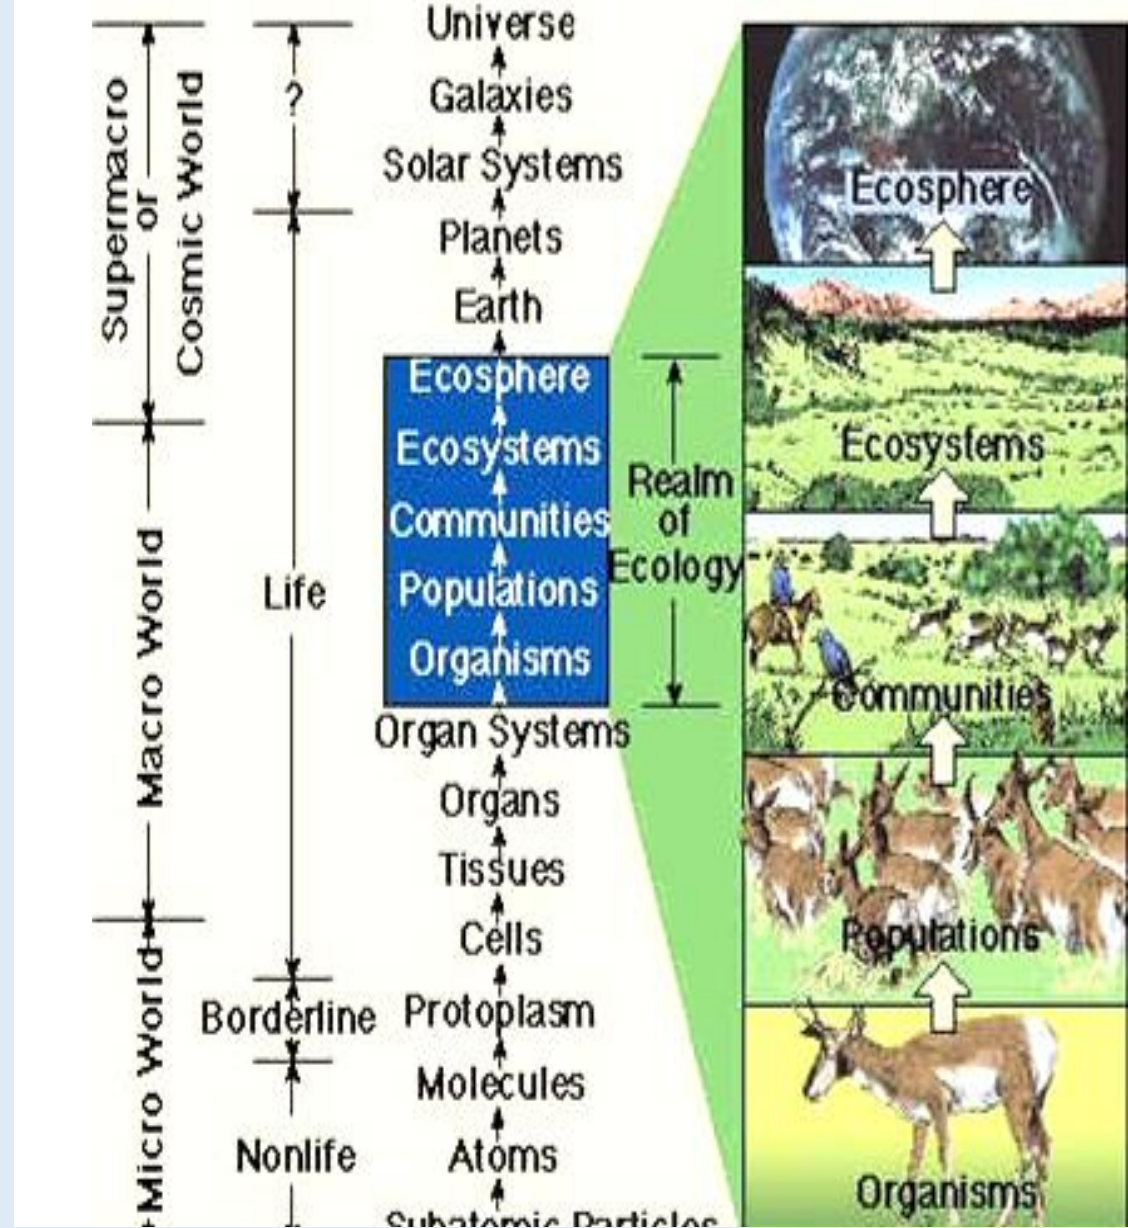 Supermacro
or
Cosmic World
Macro World
Micro World
?
Life
Borderline
Nonlife
Universe
Galaxies
Solar Systems
Planets
Earth
Ecosphere
Ecosystems
Communities
Populations
Organisms
Organ Systems
Organs
Tissues
Cells
Protoplasm
Molecules
Atoms
Subatomic Particles
Realm
of
Ecology
Ecosphere
Ecosystems
Communities
Populations
Organisms